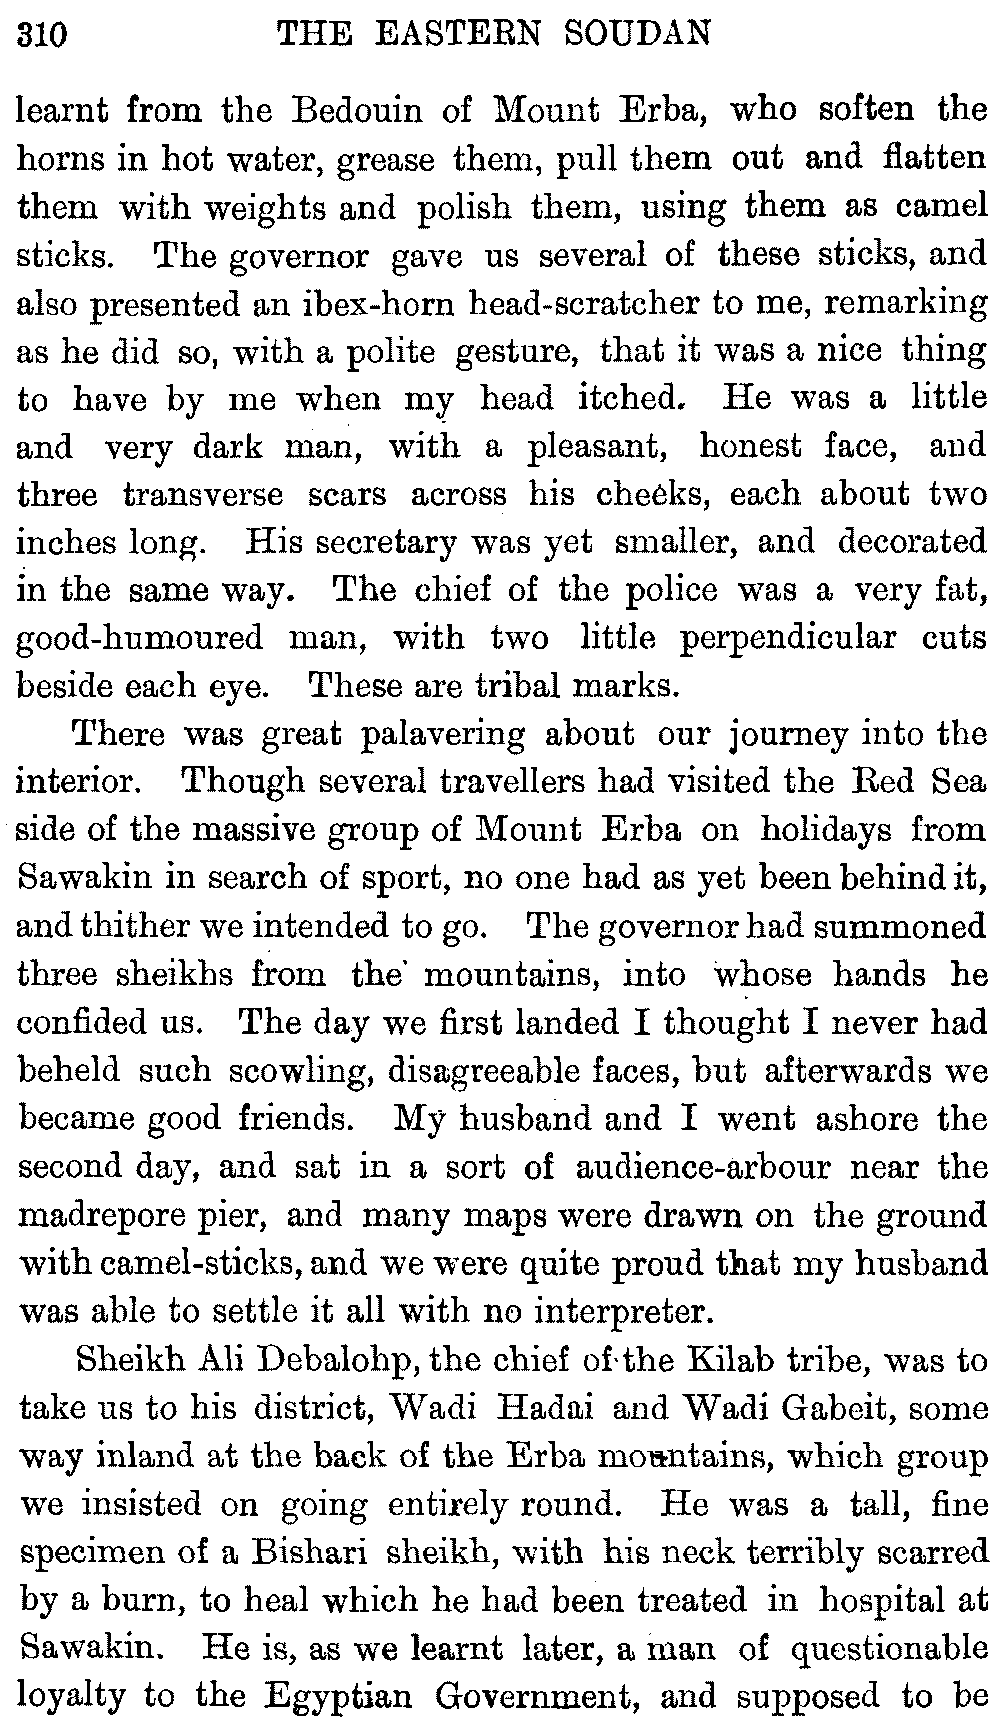 310 THE EASTERN SOUDAN
learnt from the Bedouin of Mount Erba, who soften the
horns in hot water, grease them, pull them out and flatten
them with weights and polish them, using them as camel
sticks. The governor gave us several of these sticks, and
also presented an ibex-horn head-scratcher to me, remarking
as he did so, with a polite gesture, that it was a nice thing
to have by me when my head itched. He was a little
and very dark man, with a pleasant, honest face, and
three transverse scars across his cheeks, each about two
inches long. His secretary was yet smaller, and decorated
in the same way. The chief of the police was a very fat,
good-humoured man, with two little perpendicular cuts
beside each eye. These are tribal marks.
There was great palavering about our journey into the
interior. Though several travellers had visited the Red Sea
side of the massive group of Mount Erba on holidays from
Sawakin in search of sport, no one had as yet been behind it,
and thither we intended to go. The governor had summoned
three sheikhs from the mountains, into whose hands he
confided us. The day we first landed I thought I never had
beheld such scowling, disagreeable faces, but afterwards we
became good friends. My husband and I went ashore the
second day, and sat in a sort of audience-arbour near the
madrepore pier, and many maps were drawn on the ground
with camel-sticks, and we were quite proud that my husband
was able to settle it all with no interpreter.
Sheikh Ali Debalohp, the chief of the Kilab tribe, was to
take us to his district, Wadi Hadai and Wadi Gabeit, some
way inland at the back of the Erba mountains, which group
we insisted on going entirely round. He was a tall, fine
specimen of a Bishari sheikh, with his neck terribly scarred
by a burn, to heal which he had been treated in hospital at
Sawakin. He is, as we learnt later, a man of questionable
loyalty to the Egyptian Government, and supposed to be